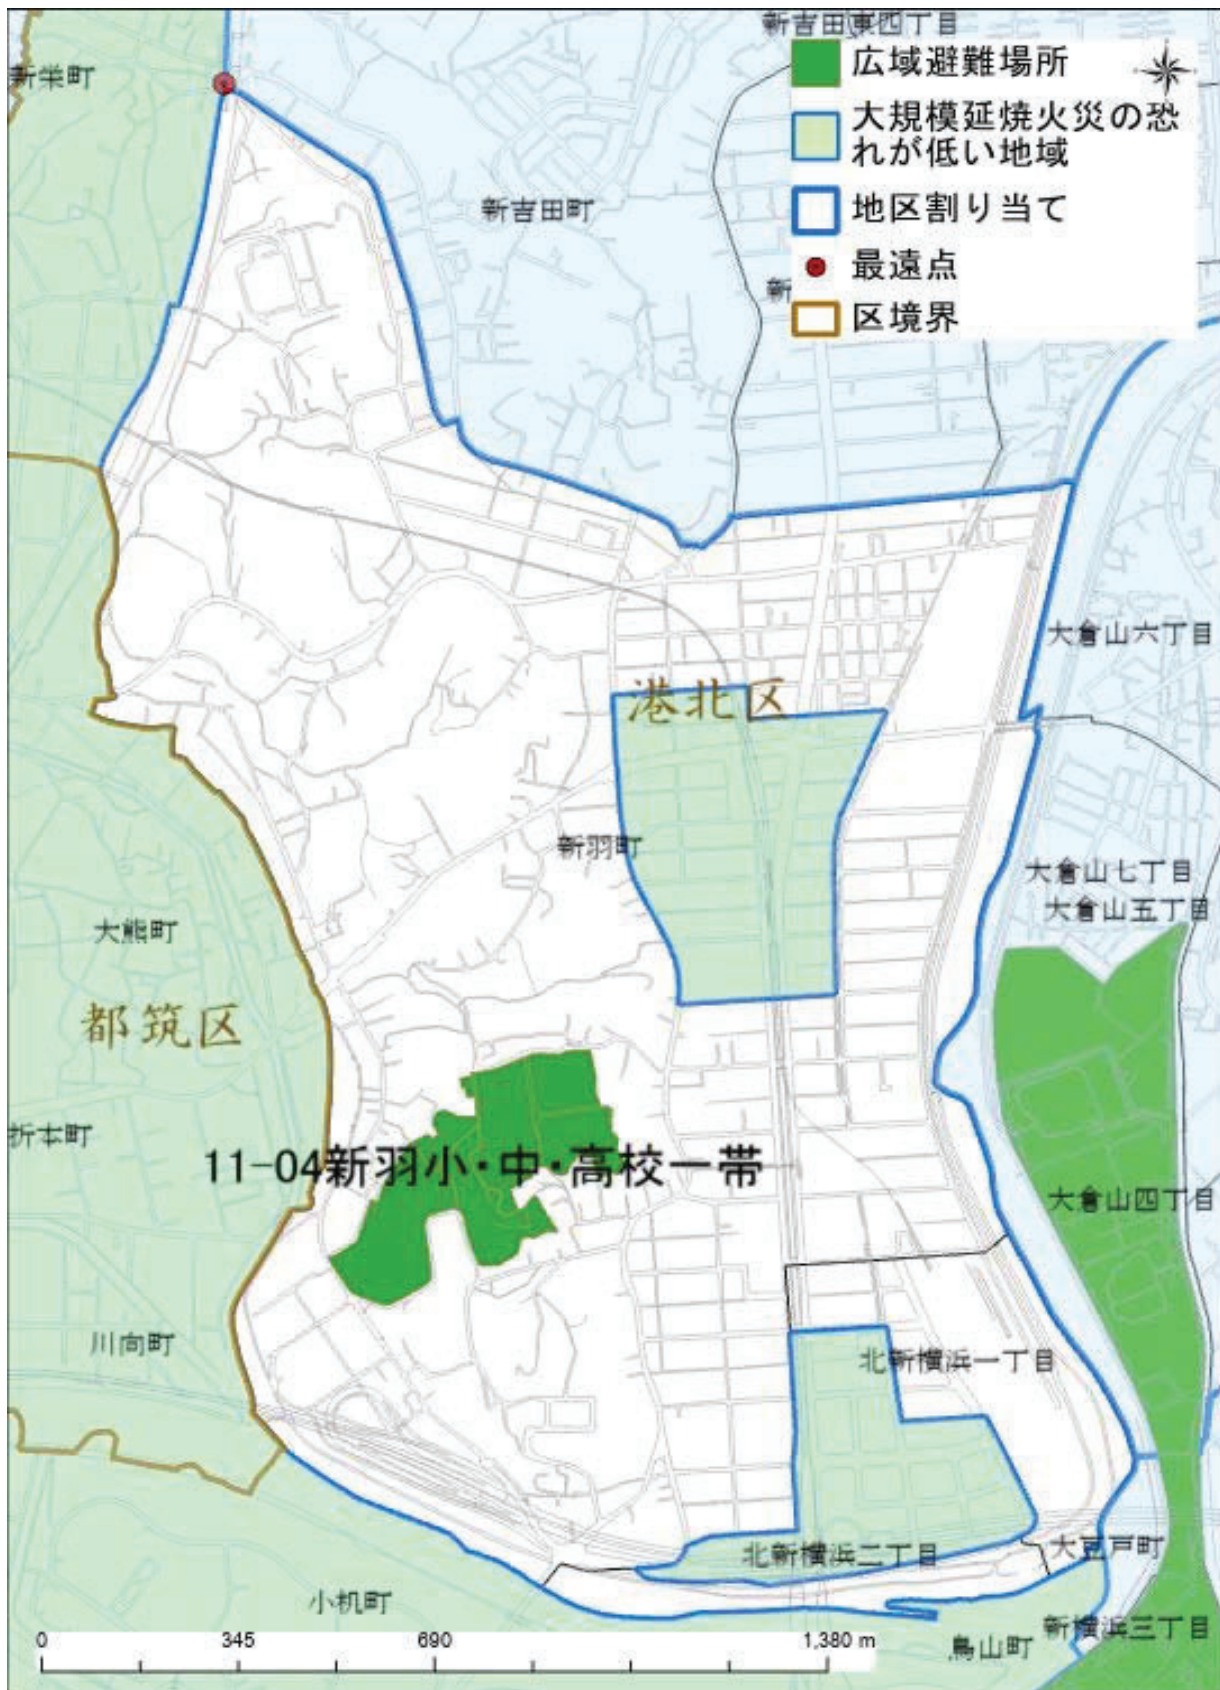 新吉田東四丁目
広域避難場所
新栄町
大規模延焼火災の恐
れが低い地域
新吉田町
地区割り当て
最遠点
新
区境界
大倉山六丁目
港北区
新羽町
大倉山七丁目
大倉山五丁目
大熊町
都筑区
折本町
11-04新羽小・中・高校一帯
大倉山四丁目
川向町
北新横浜一丁目
北新横浜二丁目
大豆戸町
小机町
新横浜三丁目
鳥山町
0 345 690 1,380 m